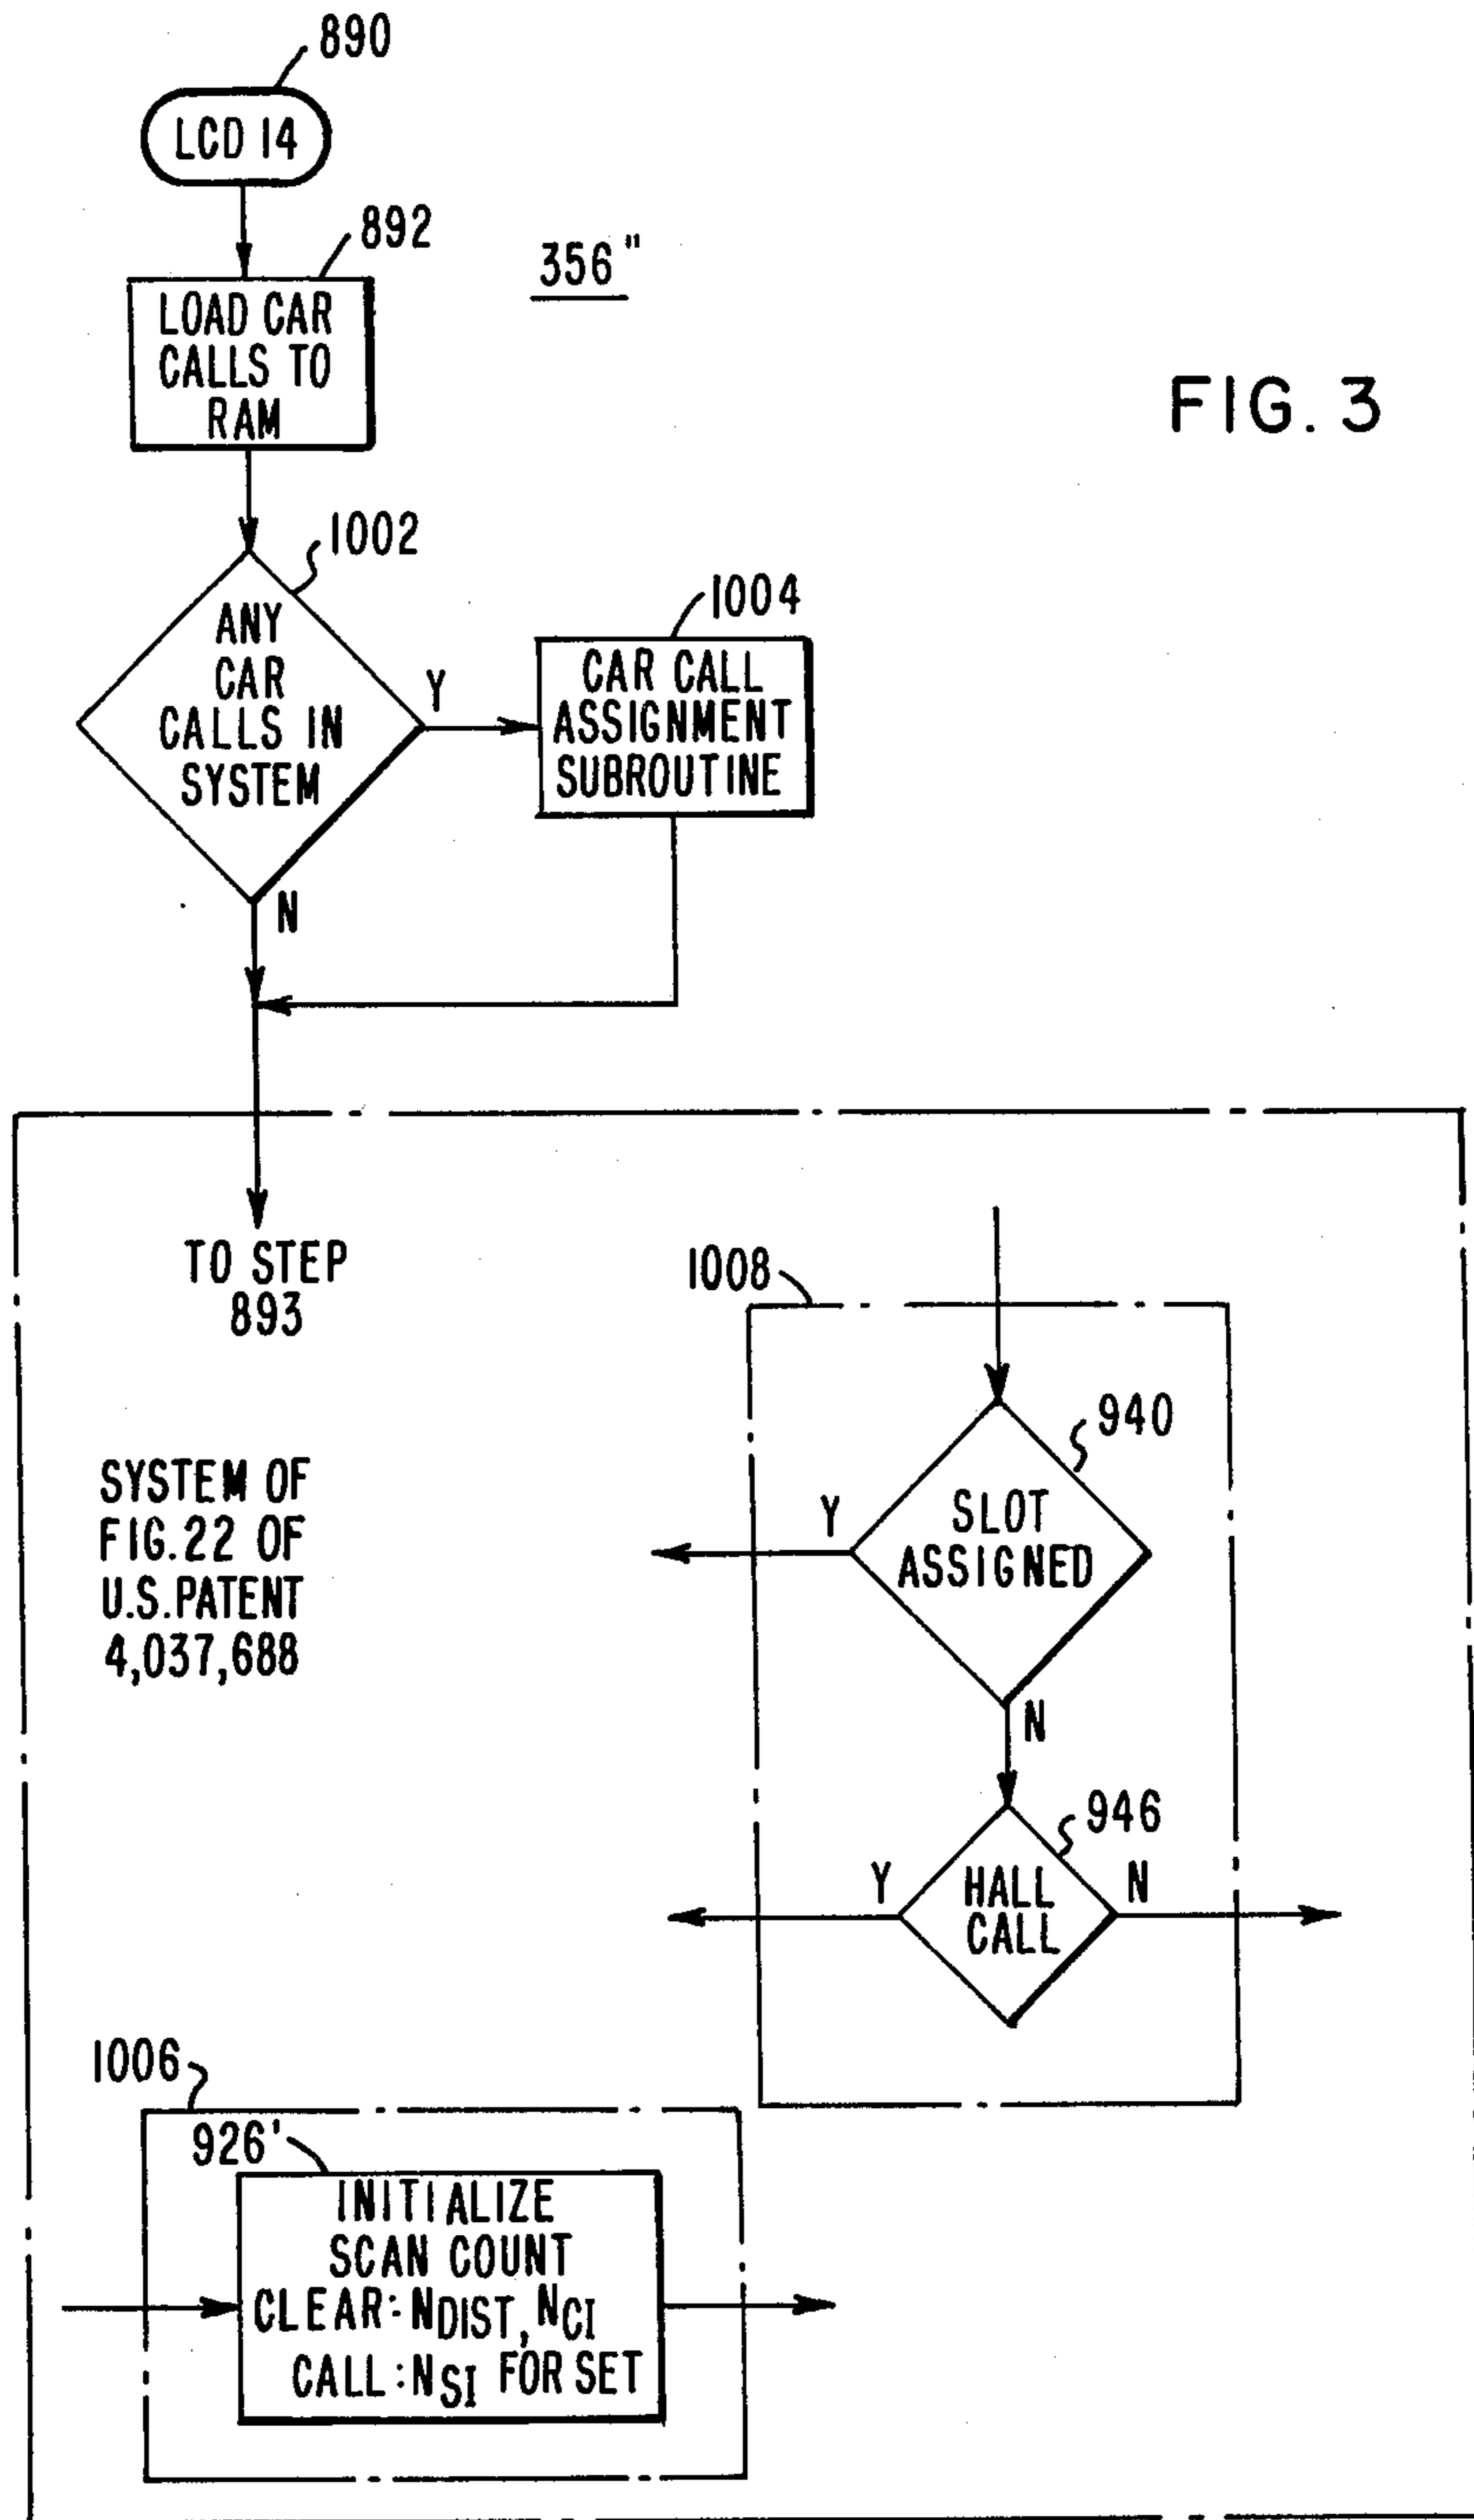 890
LCD 14
892
356"
LOAD CAR
CALLS TO
RAM
FIG. 3
1002
ANY
CAR
CALLS IN
SYSTEM
Y
1004
CAR CALL
ASSIGNMENT
SUBROUTINE
N
TO STEP
893
1008
940
SLOT
ASSIGNED
Y
N
SYSTEM OF
FIG.22 OF
U.S.PATENT
4,037,688
946
HALL
CALL
Y
N
1006
926'
INITIALIZE
SCAN COUNT
CLEAR: NDIST, NCI
CALL: NSI FOR SET